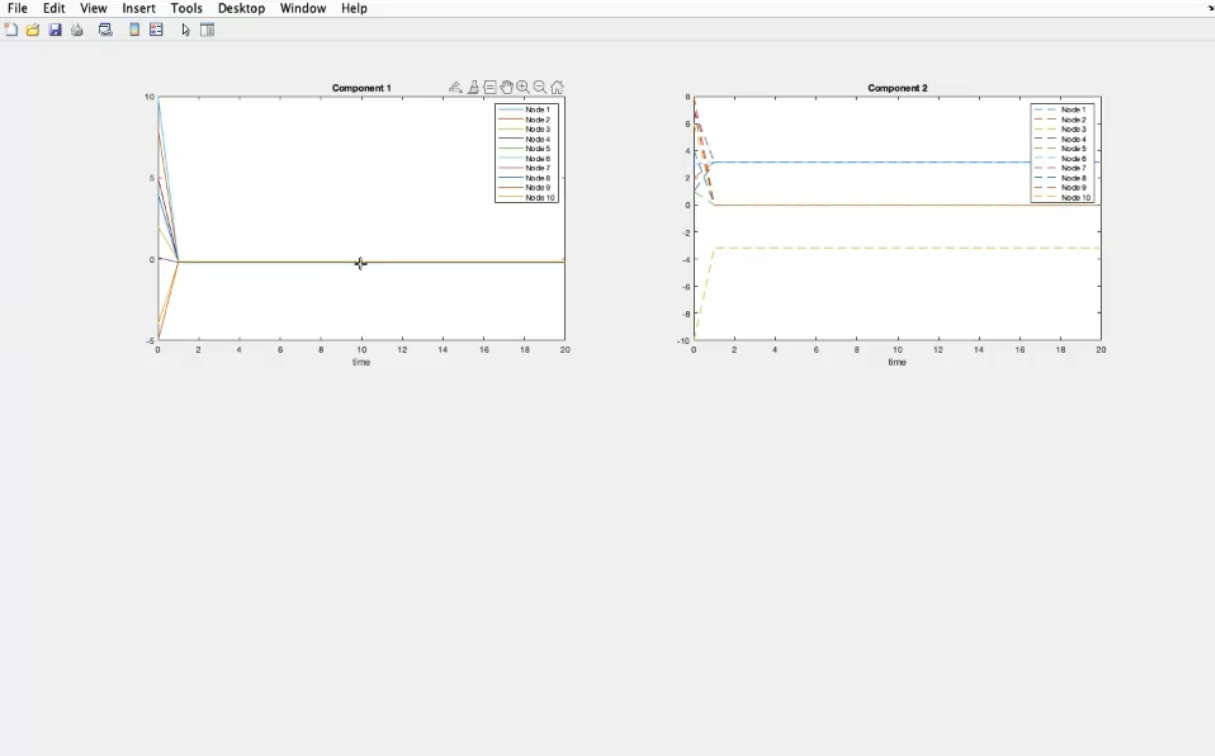 File Edit View Insert Tools Desktop Window Help
Component 1
10
5
0
-5
0 2 4 6 8 10 12 14 16 18 20
time
Node 1
Node 2
Node 3
Node 4
Node 5
Node 6
Node 7
Node 8
Node 9
Node 10
Component 2
8
6
4
2
0
-2
-4
-6
-8
-10
0 2 4 6 8 10 12 14 16 18 20
time
Node 1
Node 2
Node 3
Node 4
Node 5
Node 6
Node 7
Node 8
Node 9
Node 10